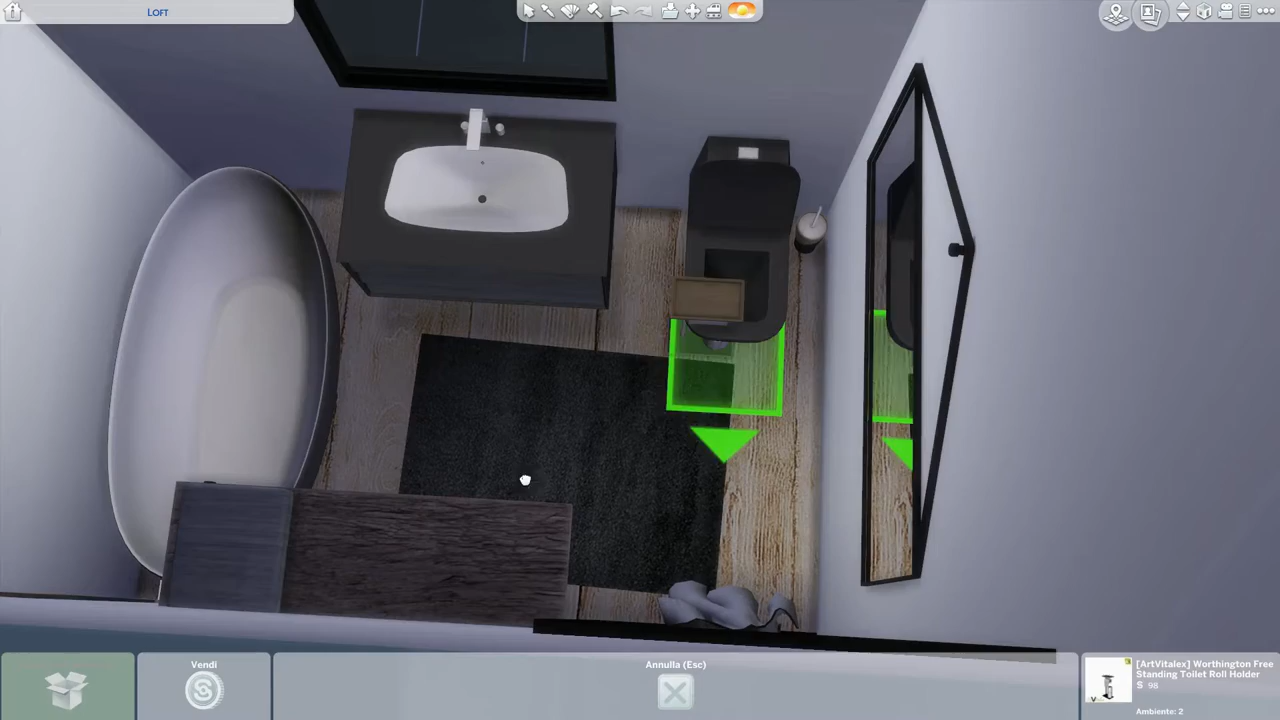 LOFT
Vendi
Annulla (Esc)
[ArtVitalex] Worthington Free
Standing Toilet Roll Holder
S 98
Ambiente: 2